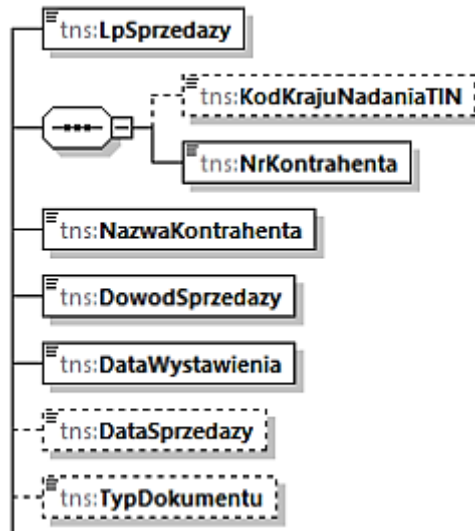 tns:LpSprzedazy
tns:KodKrajuNadaniaTIN
tns:NrKontrahenta
tns:NazwaKontrahenta
tns:DowodSprzedazy
tns:DataWystawienia
tns:DataSprzedazy
tns:TypDokumentu